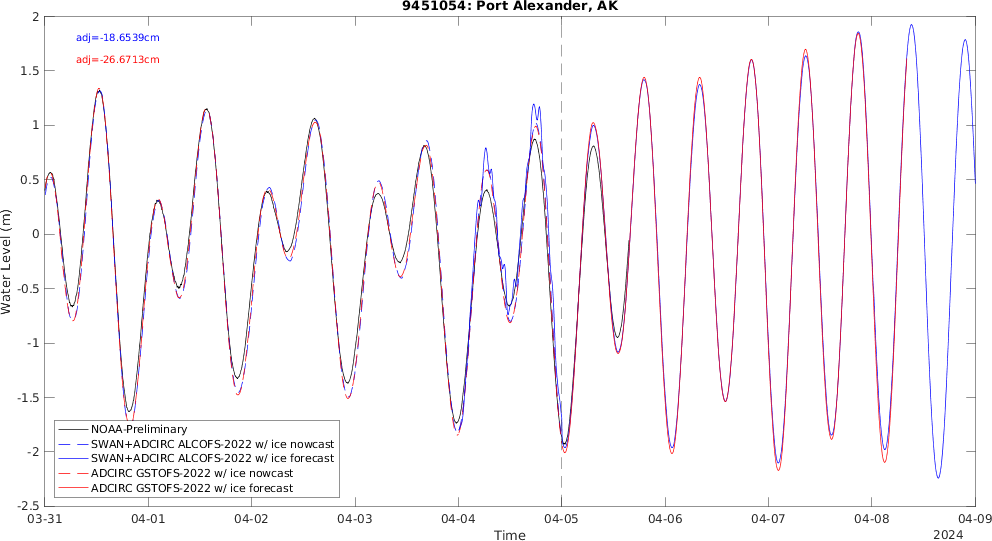 9451054: Port Alexander, AK
adj=-18.6539cm
adj=-26.6713cm
2
1.5
1
0.5
0
-0.5
-1
-1.5
-2
-2.5
Water Level (m)
NOAA-Preliminary
SWAN+ADCIRC ALCOFS-2022 w/ ice nowcast
SWAN+ADCIRC ALCOFS-2022 w/ ice forecast
ADCIRC GSTOFS-2022 w/ ice nowcast
ADCIRC GSTOFS-2022 w/ ice forecast
03-31 04-01 04-02 04-03 04-04 04-05 04-06 04-07 04-08 04-09
Time
2024